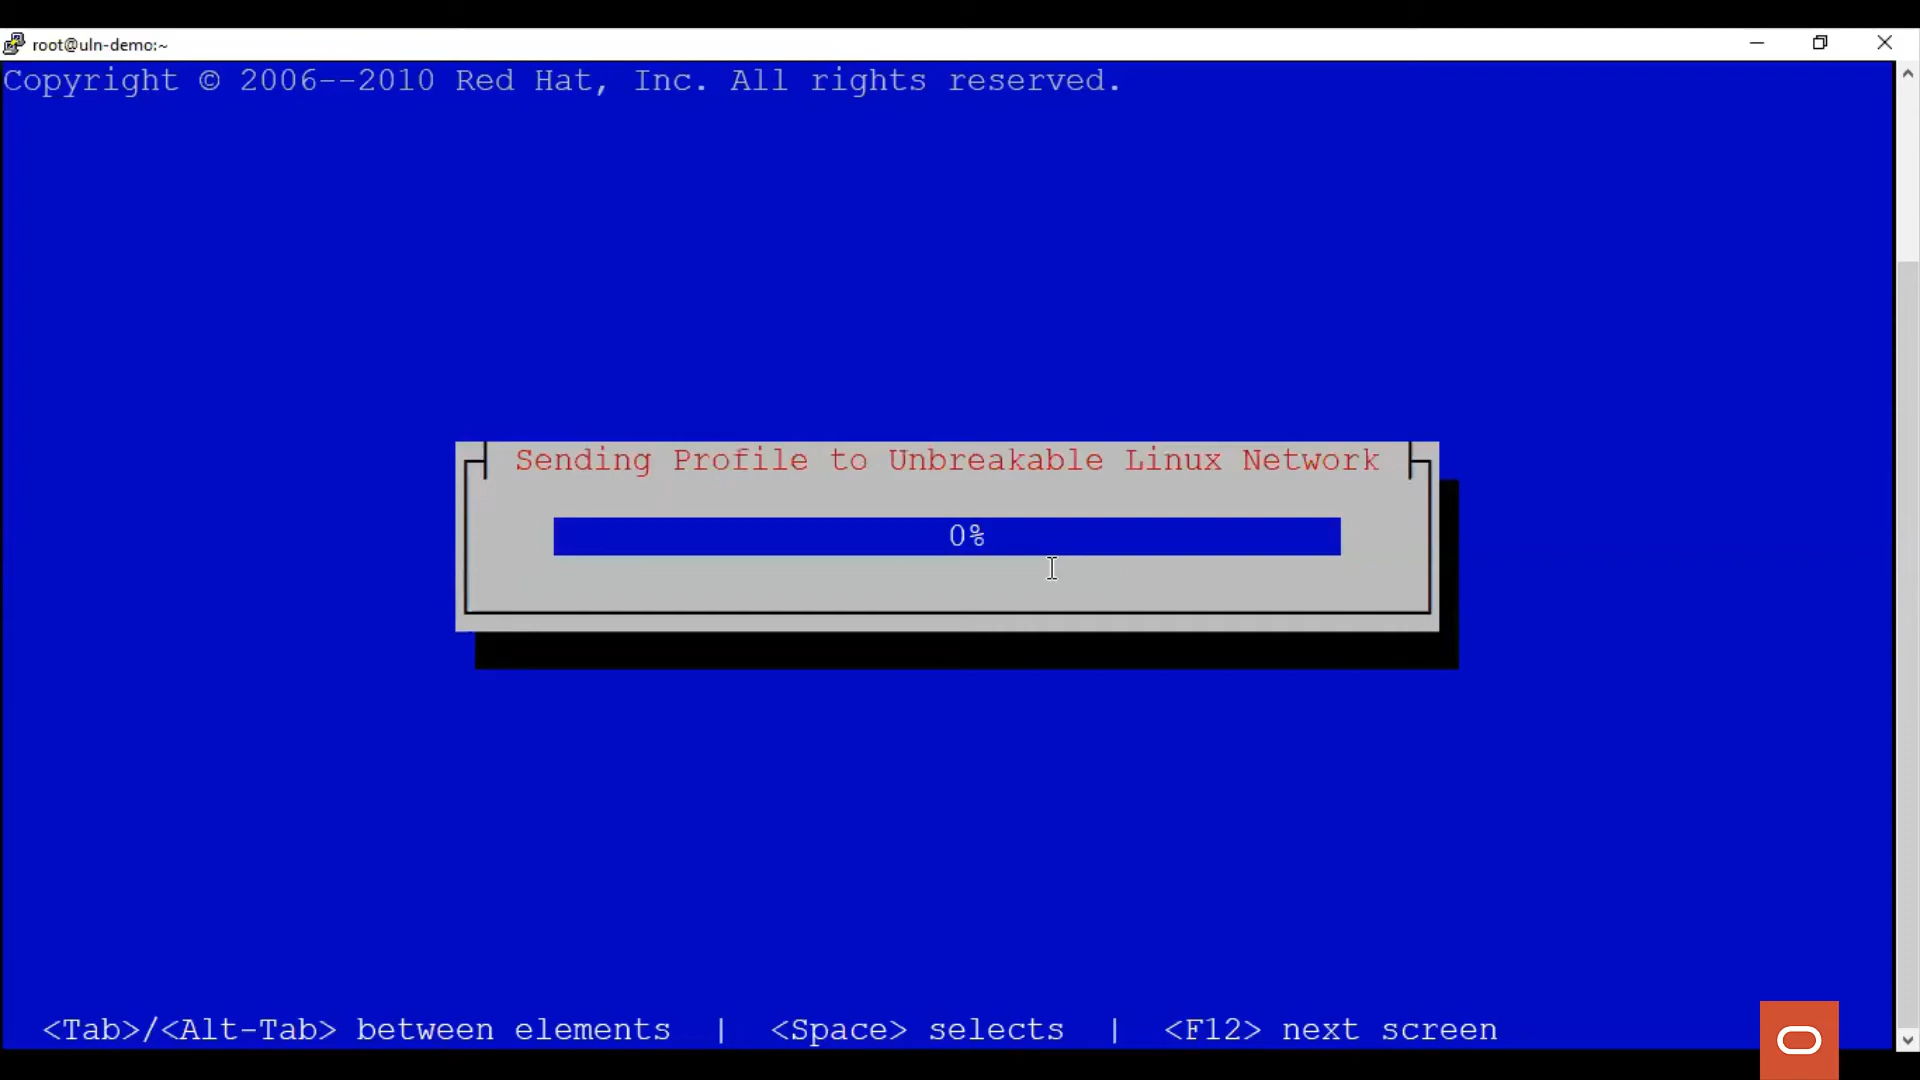 root@uln-demo:~
Copyright © 2006--2010 Red Hat, Inc. All rights reserved.
Sending Profile to Unbreakable Linux Network
0%
<Tab>/<Alt-Tab> between elements | <Space> selects | <F12> next screen